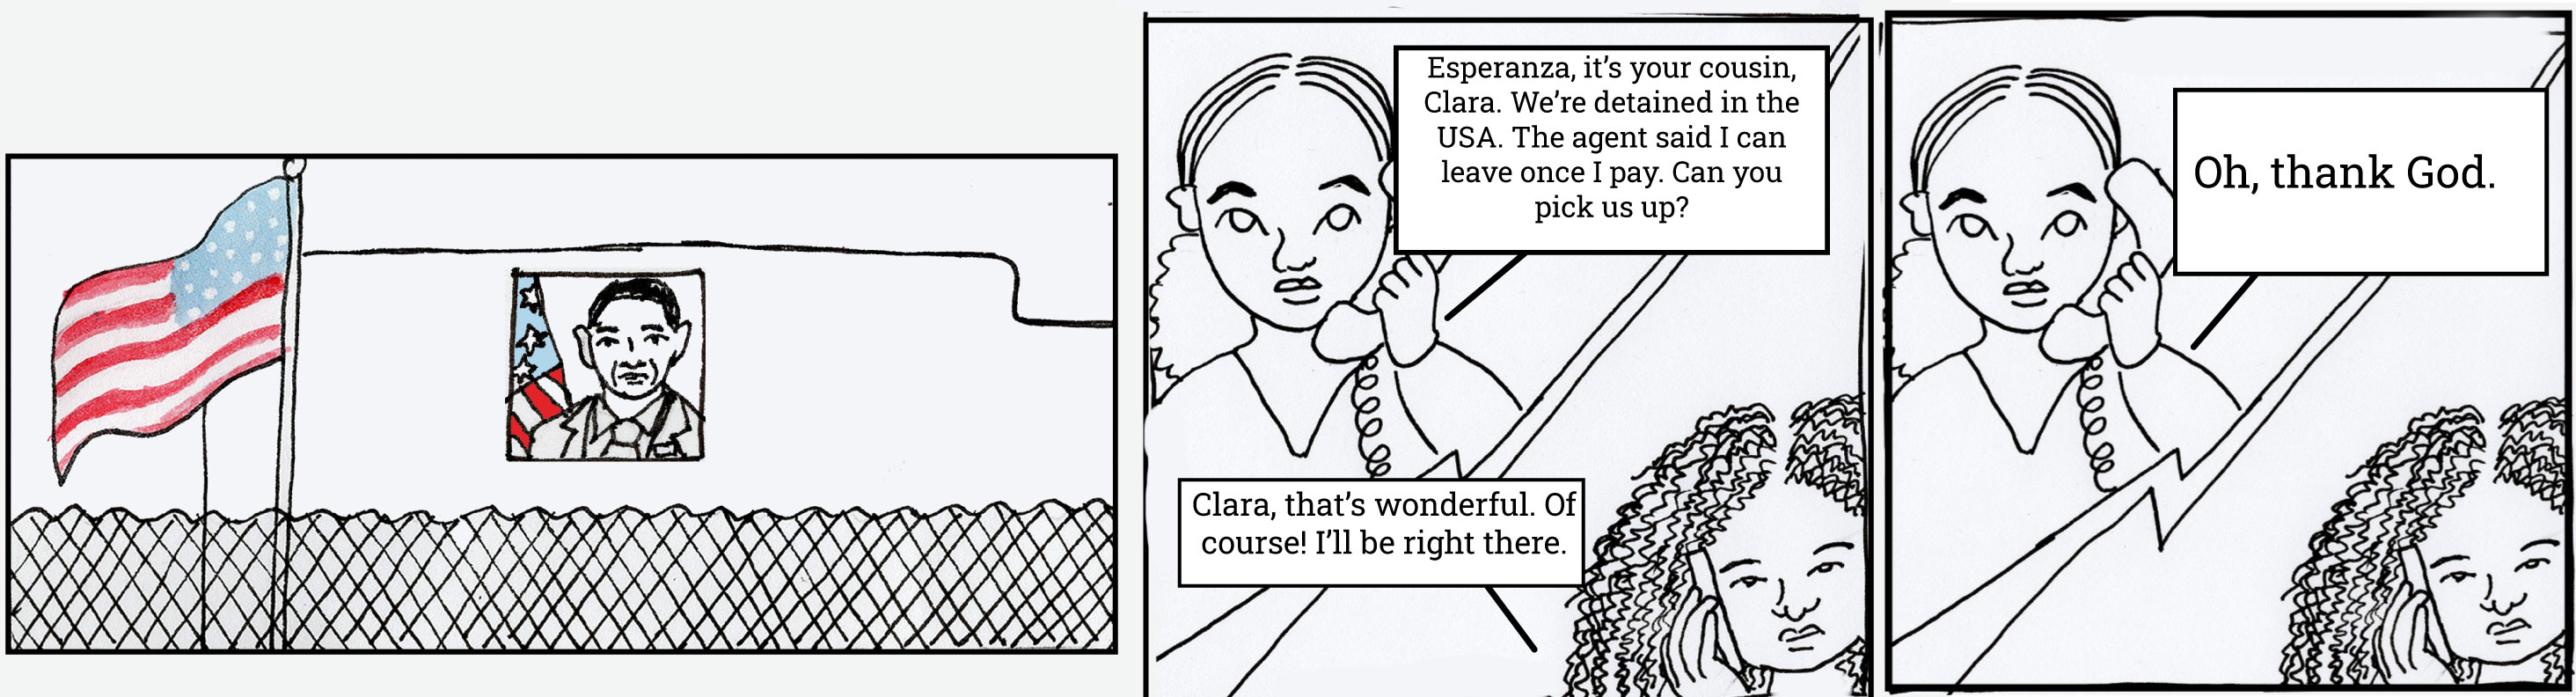 Esperanza, it’s your cousin,
Clara. We’re detained in the
USA. The agent said I can
leave once I pay. Can you
pick us up?
Clara, that’s wonderful. Of
course! I’ll be right there.
Oh, thank God.